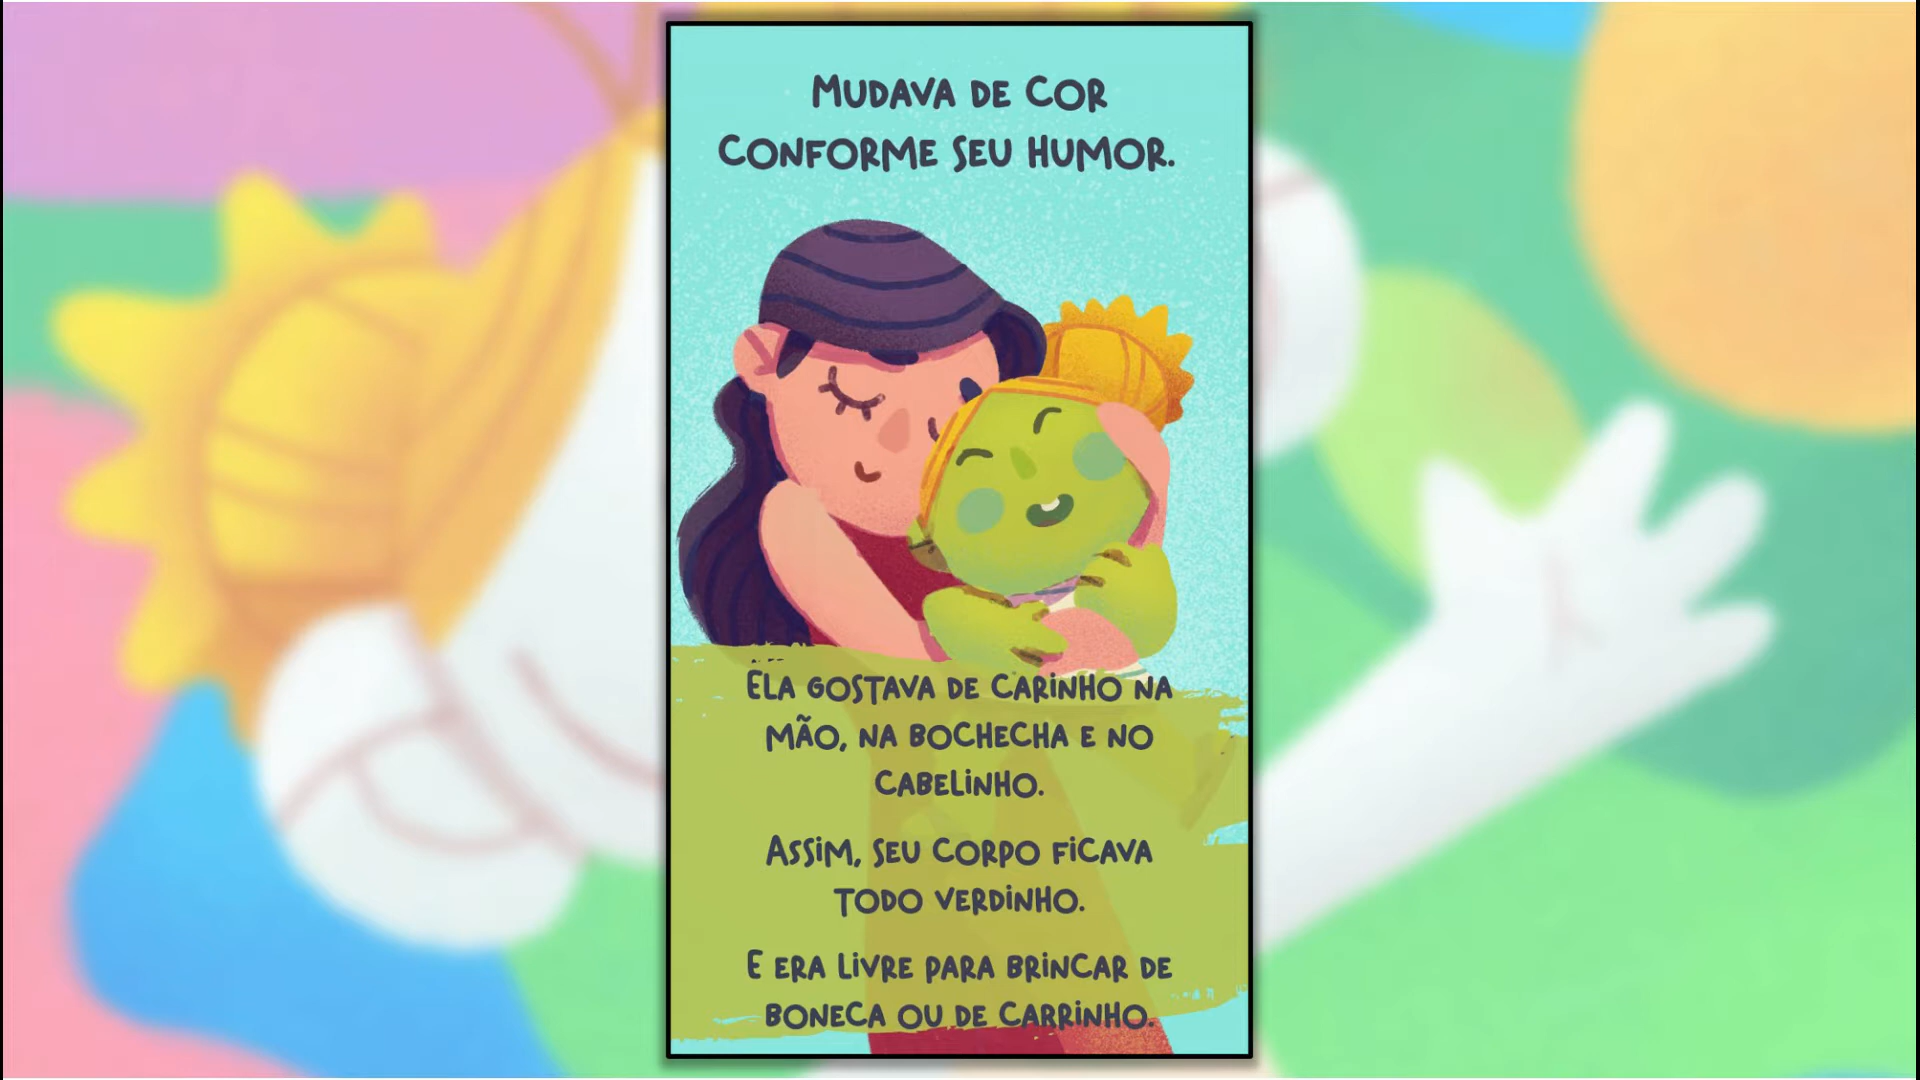 MUDAVA DE COR
CONFORME SEU HUMOR.
ELA GOSTAVA DE CARINHO NA
MÃO, NA BOCHECHA E NO
CABELINHO.
ASSIM, SEU CORPO FICAVA
TODO VERDINHO.
E ERA LIVRE PARA BRINCAR DE
BONECA OU DE CARRINHO.